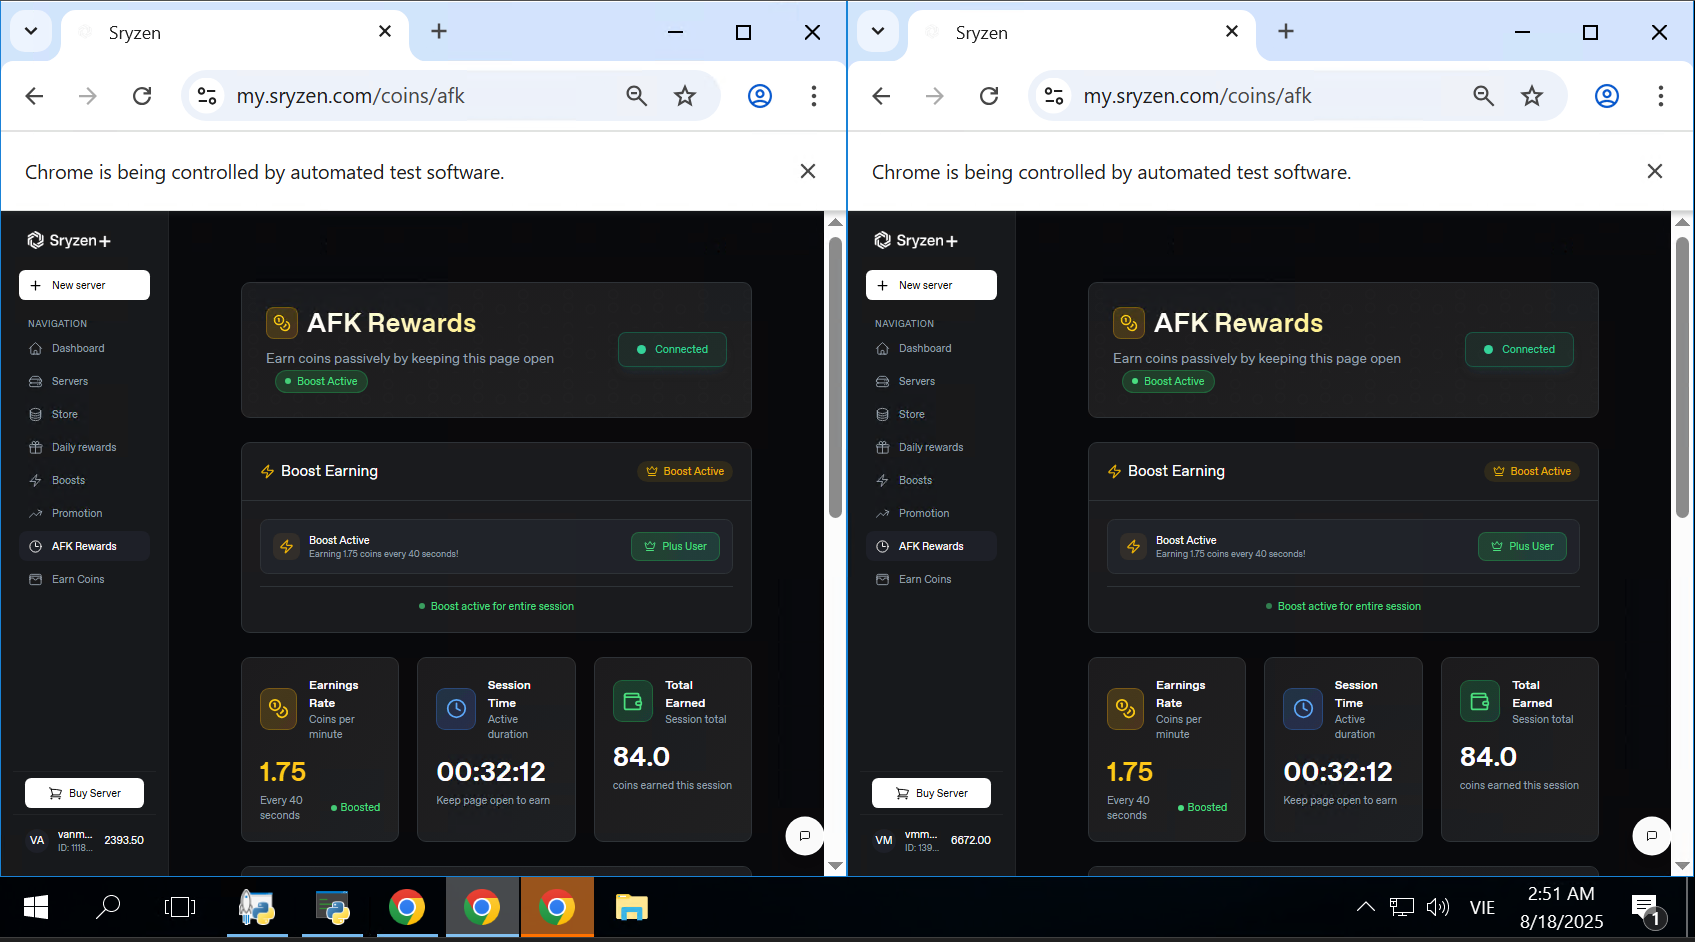 Sryzen
my.sryzen.com/coins/afk
Chrome is being controlled by automated test software.
Sryzen+
New server
NAVIGATION
Dashboard
Servers
Store
Daily rewards
Boosts
Promotion
AFK Rewards
Earn Coins
Buy Server
VA
vanm...
ID: 1118...
2393.50
AFK Rewards
Earn coins passively by keeping this page open
Boost Active
Connected
Boost Earning
Boost Active
Boost Active
Earning 1.75 coins every 40 seconds!
Plus User
Boost active for entire session
Earnings
Rate
Coins per
minute
1.75
Every 40
seconds
Boosted
Session
Time
Active
duration
00:32:12
Keep page open to earn
Total
Earned
Session total
84.0
coins earned this session
Sryzen
my.sryzen.com/coins/afk
Chrome is being controlled by automated test software.
Sryzen+
New server
NAVIGATION
Dashboard
Servers
Store
Daily rewards
Boosts
Promotion
AFK Rewards
Earn Coins
Buy Server
VM
vmm...
ID: 139...
6672.00
AFK Rewards
Earn coins passively by keeping this page open
Boost Active
Connected
Boost Earning
Boost Active
Boost Active
Earning 1.75 coins every 40 seconds!
Plus User
Boost active for entire session
Earnings
Rate
Coins per
minute
1.75
Every 40
seconds
Boosted
Session
Time
Active
duration
00:32:12
Keep page open to earn
Total
Earned
Session total
84.0
coins earned this session
VIE
2:51 AM
8/18/2025
1